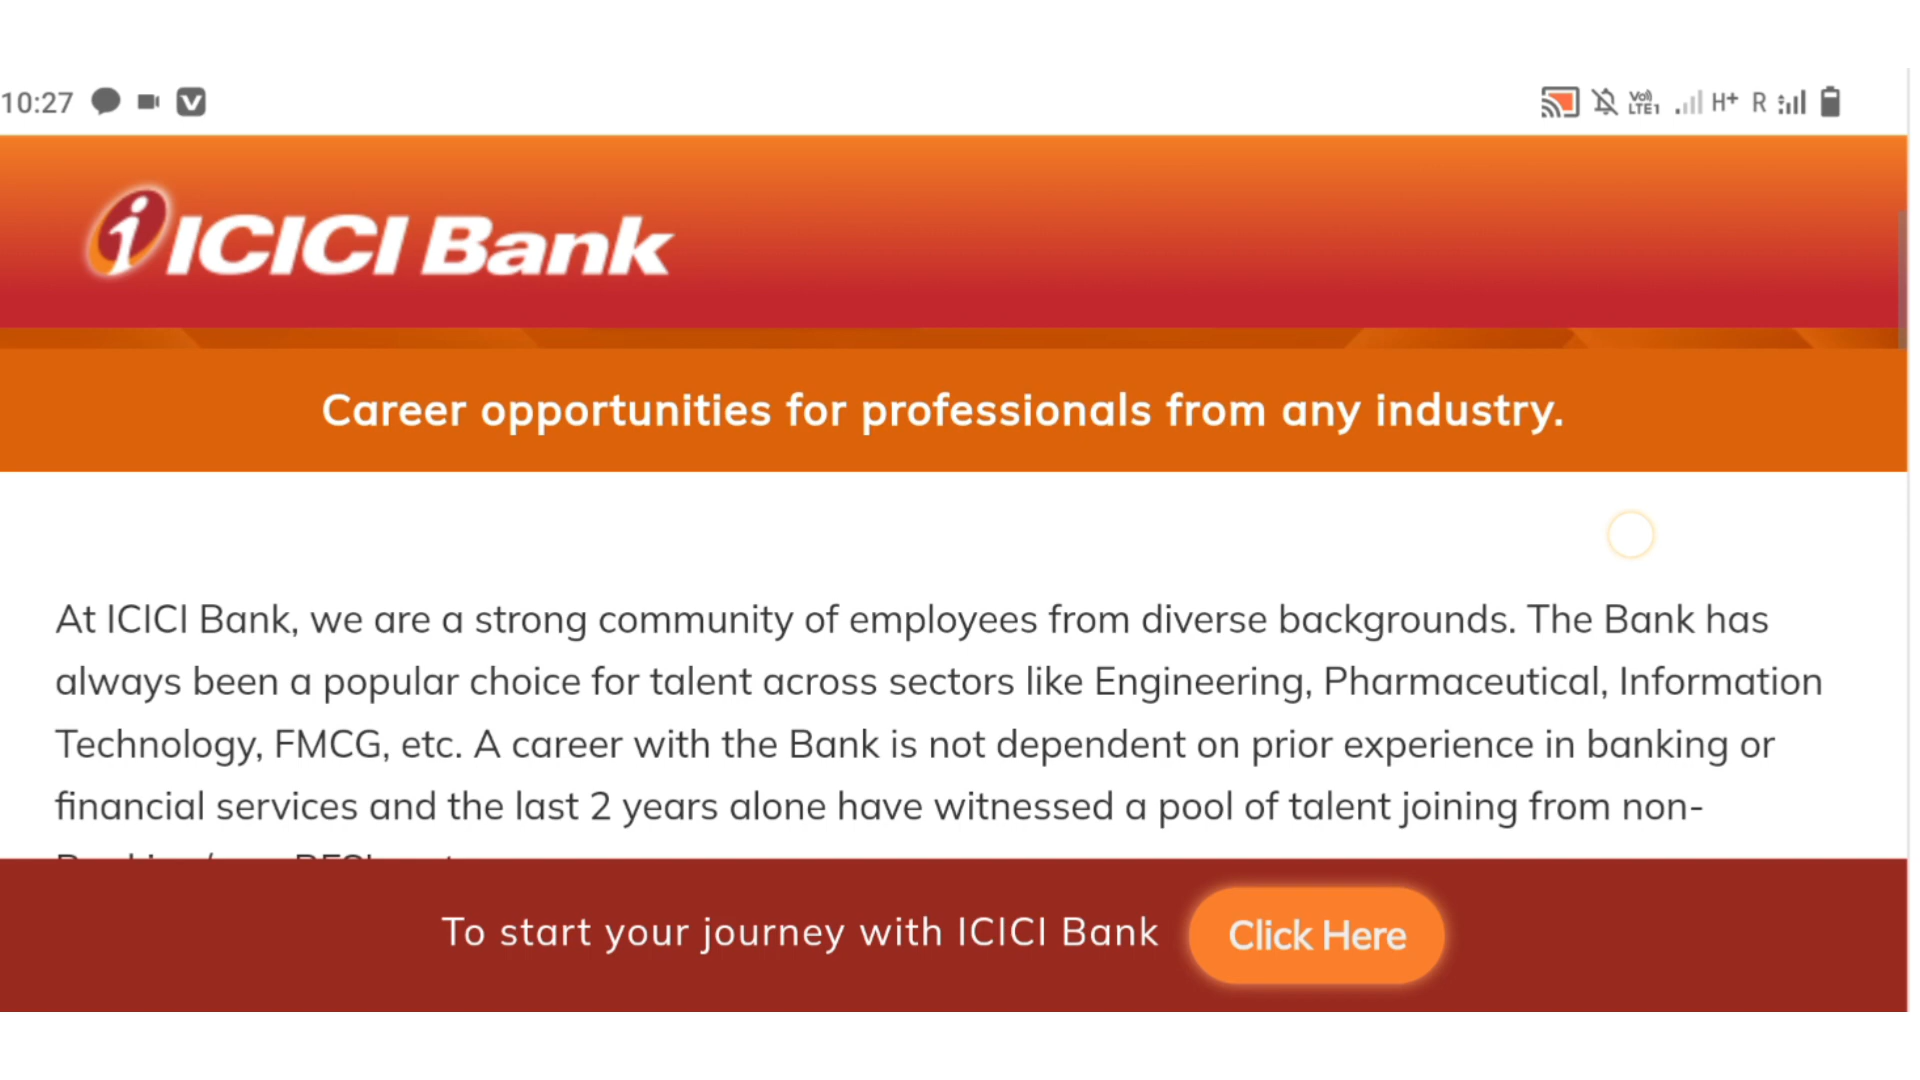 10:27
Vo)) LTE1 H+ R
ICICI Bank
Career opportunities for professionals from any industry.
At ICICI Bank, we are a strong community of employees from diverse backgrounds. The Bank has
always been a popular choice for talent across sectors like Engineering, Pharmaceutical, Information
Technology, FMCG, etc. A career with the Bank is not dependent on prior experience in banking or
financial services and the last 2 years alone have witnessed a pool of talent joining from non-
To start your journey with ICICI Bank Click Here